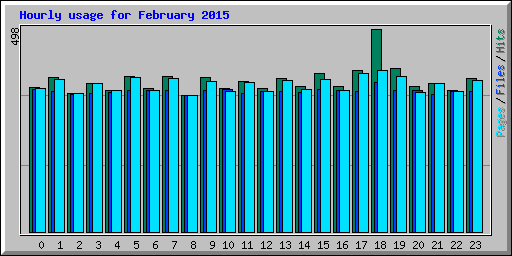 Hourly usage for February 2015
498
Pages/Files/Hits
0 1 2 3 4 5 6 7 8 9 10 11 12 13 14 15 16 17 18 19 20 21 22 23